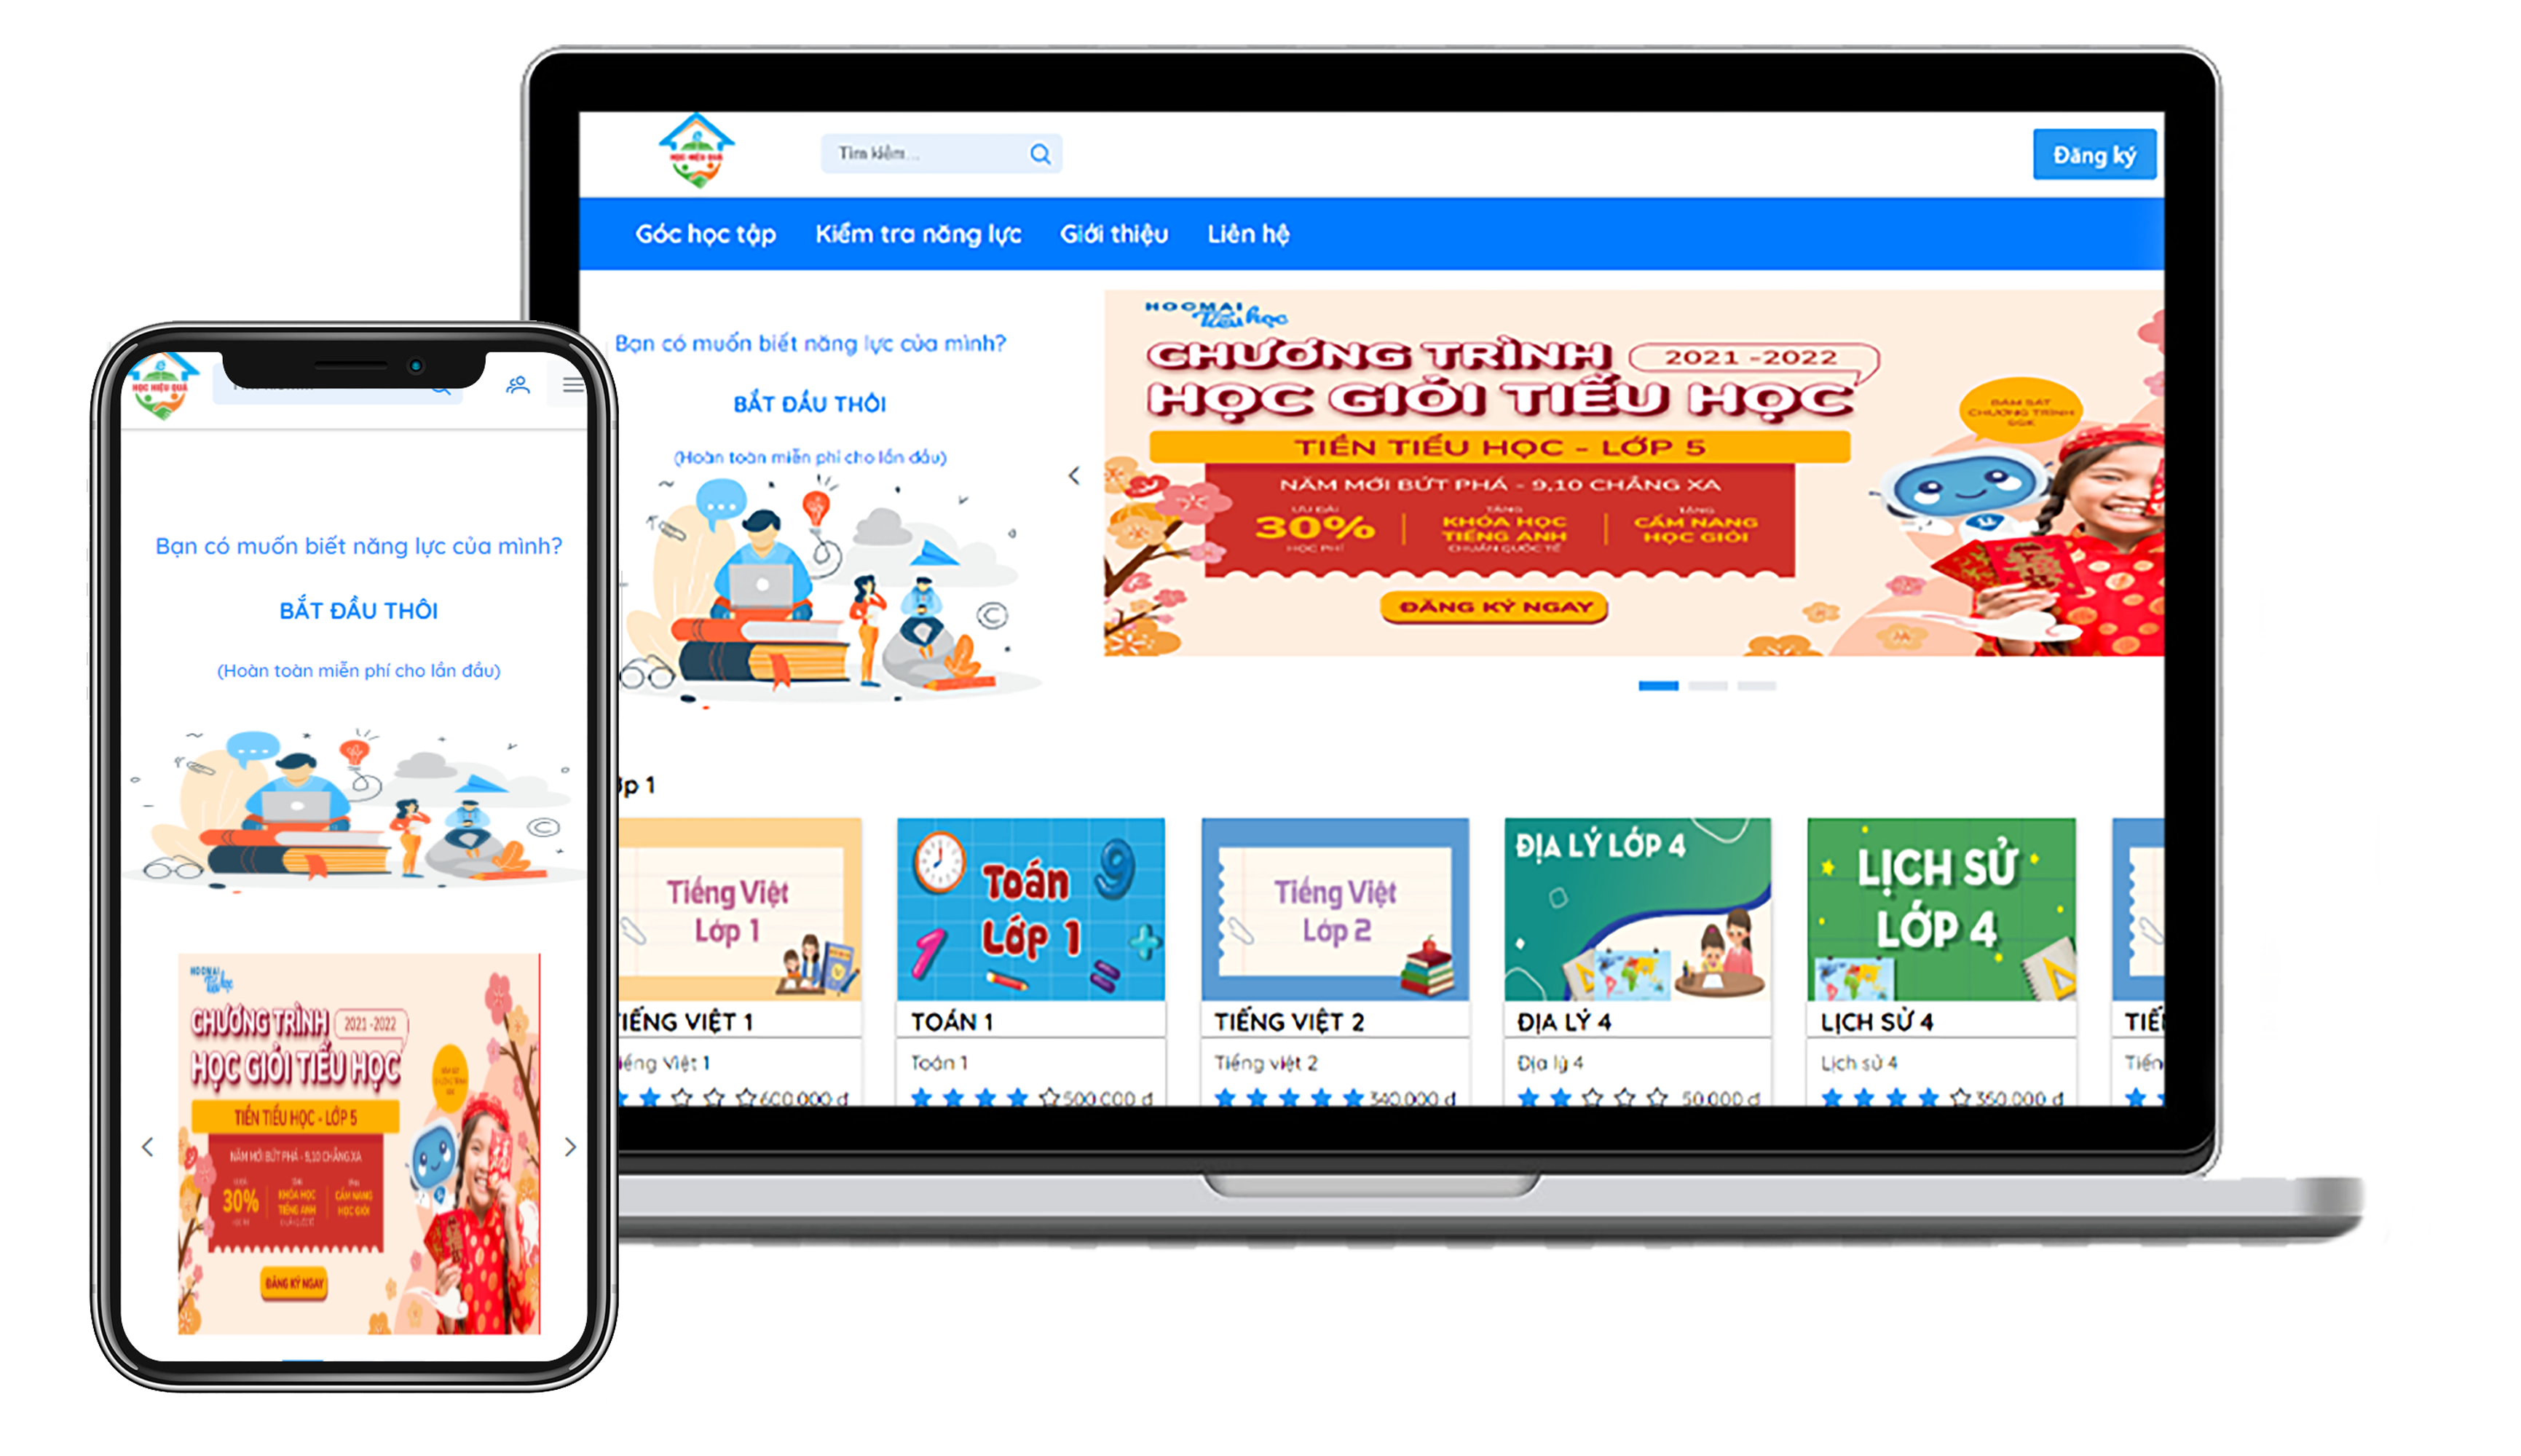 HỌC HIỆU QUẢ
Tìm kiếm...
Đăng ký
Góc học tập
Kiểm tra năng lực
Giới thiệu
Liên hệ
Bạn có muốn biết năng lực của mình?
BẮT ĐẦU THÔI
(Hoàn toàn miễn phí cho lần đầu)
HOCMAI
Tiểu học
CHƯƠNG TRÌNH
2021 -2022
HỌC GIỎI TIỂU HỌC
BÁM SÁT
CHƯƠNG TRÌNH
SGK
TIỀN TIỂU HỌC - LỚP 5
NĂM MỚI BỨT PHÁ - 9,10 CHẲNG XA
ƯU ĐÃI
30%
HỌC PHÍ
TẶNG
KHÓA HỌC
TIẾNG ANH
CHUẨN QUỐC TẾ
TẶNG
CẨM NANG
HỌC GIỎI
ĐĂNG KÝ NGAY
ớp 1
Tiếng Việt
Lớp 1
TIẾNG VIỆT 1
iếng Việt 1
600.000 đ
Toán
Lớp 1
TOÁN 1
Toán 1
500.000 đ
Tiếng Việt
Lớp 2
TIẾNG VIỆT 2
Tiếng việt 2
340.000 đ
ĐỊA LÝ LỚP 4
ĐỊA LÝ 4
Địa lý 4
50.000 đ
LỊCH SỬ
LỚP 4
LỊCH SỬ 4
Lịch sử 4
350.000 đ
TIẾ
Tiến
HỌC HIỆU QUẢ
Bạn có muốn biết năng lực của mình?
BẮT ĐẦU THÔI
(Hoàn toàn miễn phí cho lần đầu)
HOCMAI
Tiểu học
CHƯƠNG TRÌNH
2021 -2022
HỌC GIỎI TIỂU HỌC
TIỀN TIỂU HỌC - LỚP 5
NĂM MỚI BỨT PHÁ - 9,10 CHẲNG XA
30%
HỌC PHÍ
KHÓA HỌC
TIẾNG ANH
CHUẨN QUỐC TẾ
CẨM NANG
HỌC GIỎI
ĐĂNG KÝ NGAY